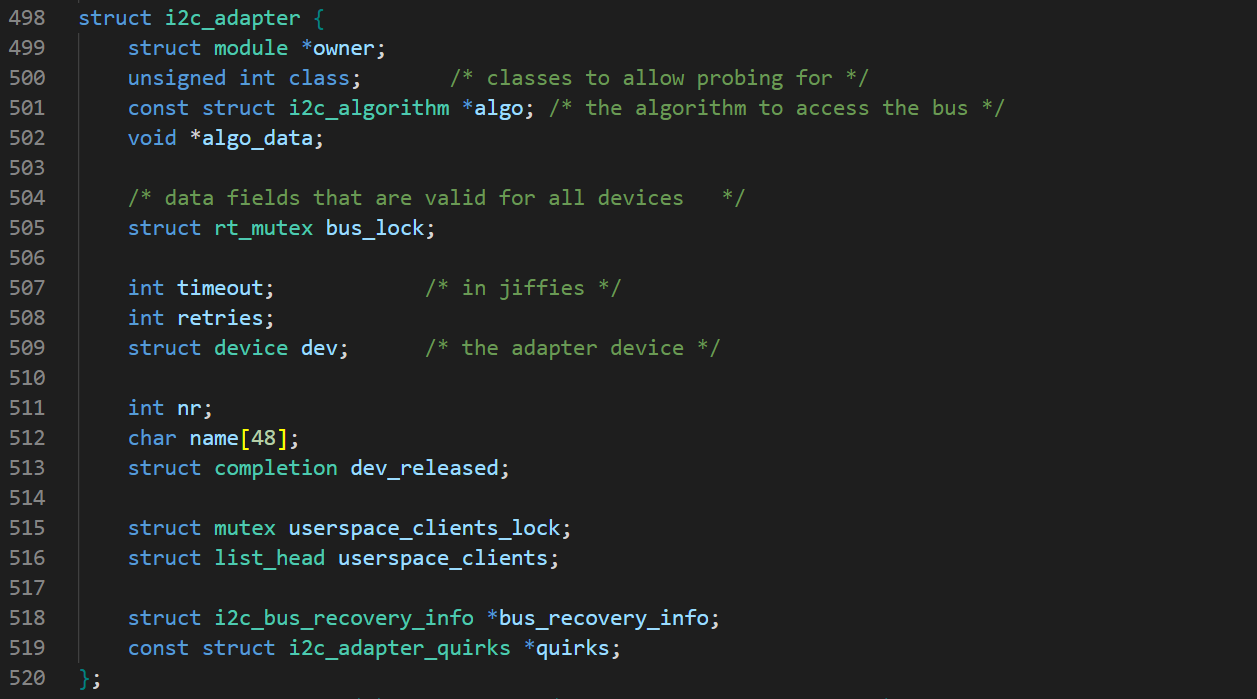 498 struct i2c_adapter {
499     struct module *owner;
500     unsigned int class;       /* classes to allow probing for */
501     const struct i2c_algorithm *algo; /* the algorithm to access the bus */
502     void *algo_data;
503
504     /* data fields that are valid for all devices   */
505     struct rt_mutex bus_lock;
506
507     int timeout;            /* in jiffies */
508     int retries;
509     struct device dev;      /* the adapter device */
510
511     int nr;
512     char name[48];
513     struct completion dev_released;
514
515     struct mutex userspace_clients_lock;
516     struct list_head userspace_clients;
517
518     struct i2c_bus_recovery_info *bus_recovery_info;
519     const struct i2c_adapter_quirks *quirks;
520 };